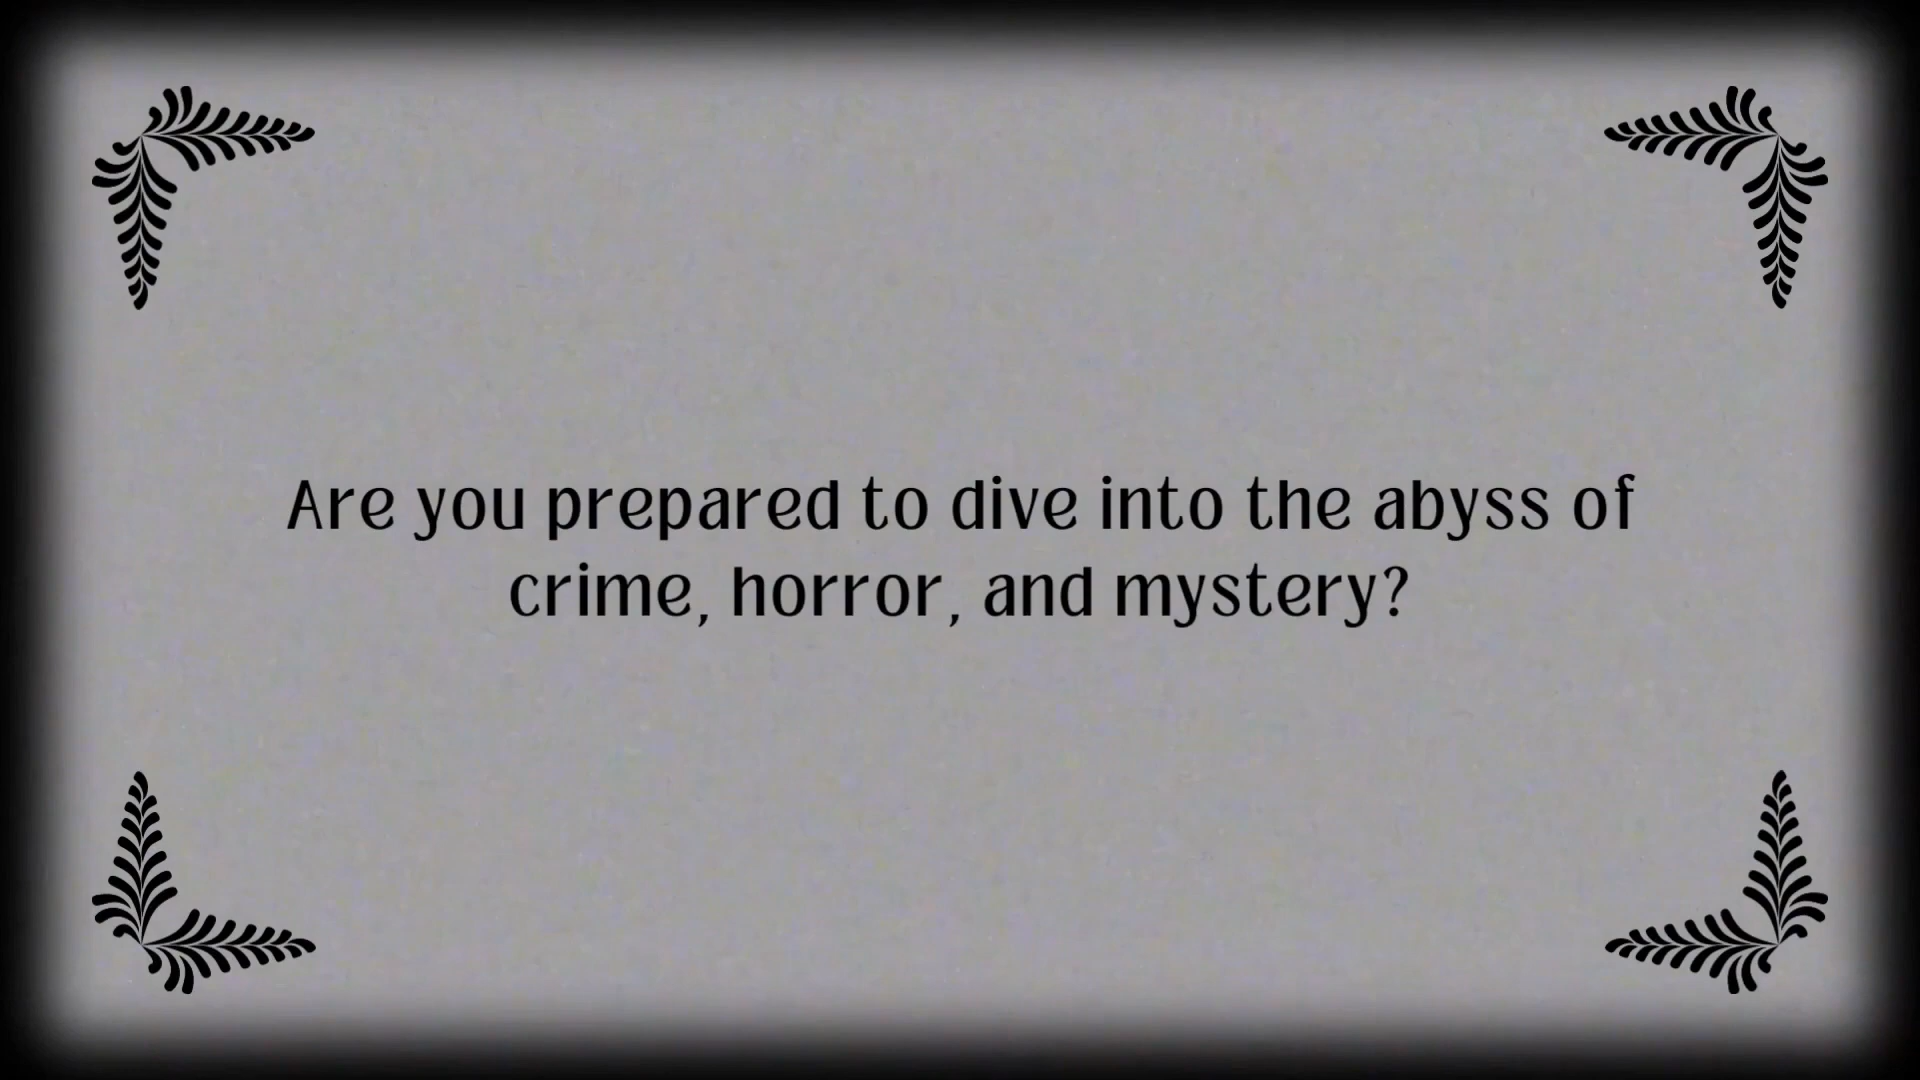 Are you prepared to dive into the abyss of
crime, horror, and mystery?